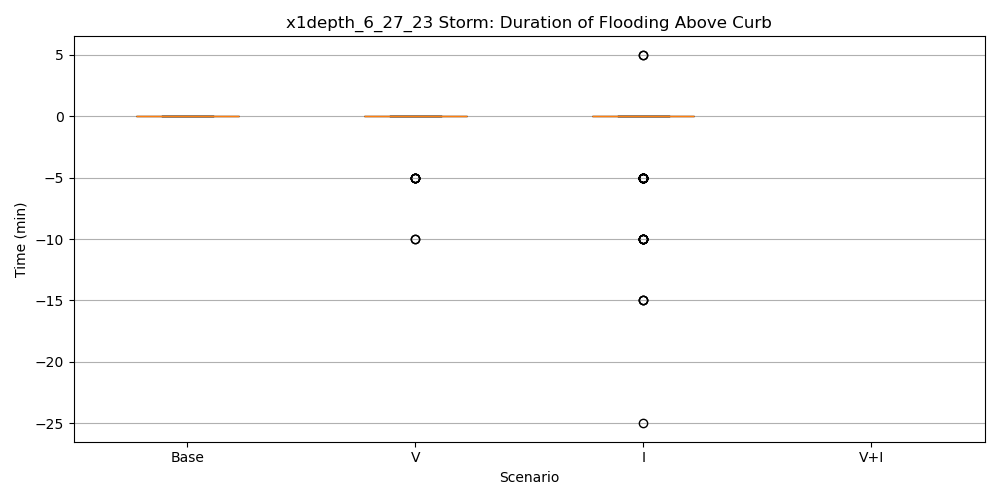 x1depth_6_27_23 Storm: Duration of Flooding Above Curb
Time (min)
5
0
−5
−10
−15
−20
−25
Base
V
I
V+I
Scenario